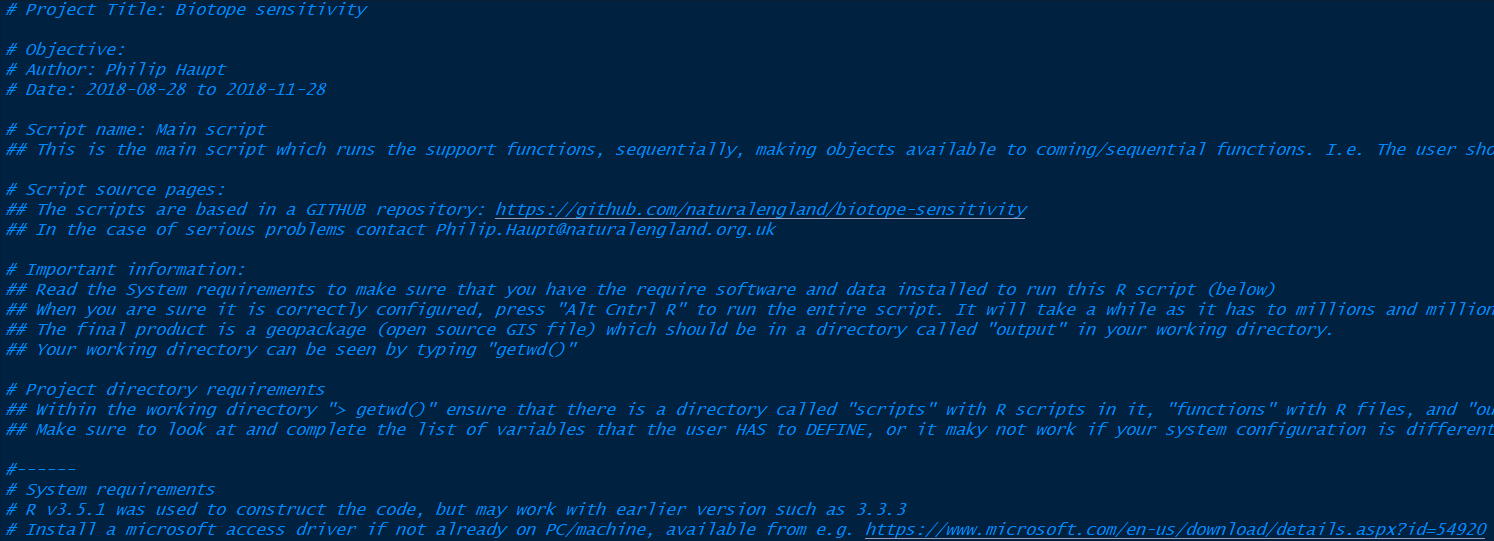 # Project Title: Biotope sensitivity
# Objective:
# Author: Philip Haupt
# Date: 2018-08-28 to 2018-11-28
# Script name: Main script
## This is the main script which runs the support functions, sequentially, making objects available to coming/sequential functions. I.e. The user sho
# Script source pages:
## The scripts are based in a GITHUB repository: https://github.com/naturalengland/biotope-sensitivity
## In the case of serious problems contact Philip.Haupt@naturalengland.org.uk
# Important information:
## Read the System requirements to make sure that you have the require software and data installed to run this R script (below)
## When you are sure it is correctly configured, press "Alt Cntrl R" to run the entire script. It will take a while as it has to millions and million
## The final product is a geopackage (open source GIS file) which should be in a directory called "output" in your working directory.
## Your working directory can be seen by typing "getwd()"
# Project directory requirements
## Within the working directory "> getwd()" ensure that there is a directory called "scripts" with R scripts in it, "functions" with R files, and "ou
## Make sure to look at and complete the list of variables that the user HAS to DEFINE, or it maky not work if your system configuration is different
#------
# System requirements
# R v3.5.1 was used to construct the code, but may work with earlier version such as 3.3.3
# Install a microsoft access driver if not already on PC/machine, available from e.g. https://www.microsoft.com/en-us/download/details.aspx?id=54920